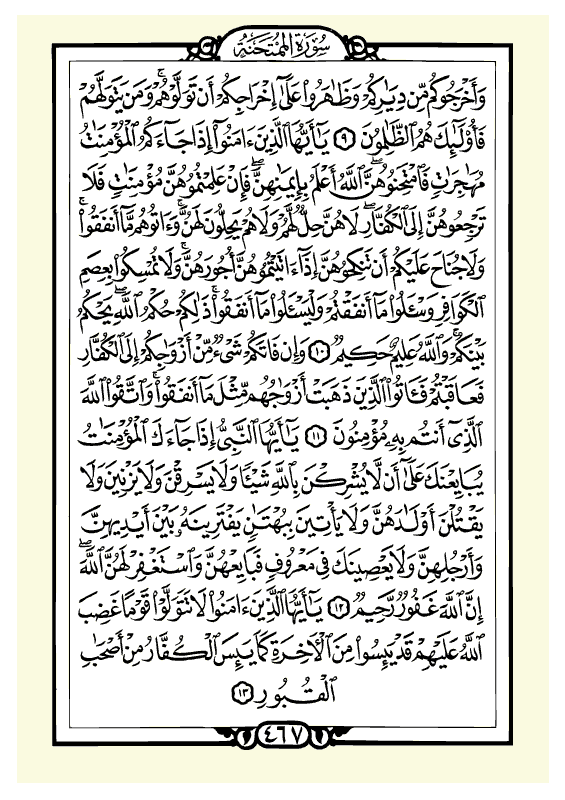 سورة الممتحنة
وَأَخْرَجُوكُم مِّن دِيَـٰرِكُمْ وَظَـٰهَرُوا۟ عَلَىٰٓ إِخْرَاجِكُمْ أَن تَوَلَّوْهُمْ ۚ وَمَن يَتَوَلَّهُمْ
فَأُو۟لَـٰٓئِكَ هُمُ ٱلظَّـٰلِمُونَ ٩ يَـٰٓأَيُّهَا ٱلَّذِينَ ءَامَنُوٓا۟ إِذَا جَآءَكُمُ ٱلْمُؤْمِنَـٰتُ
مُهَـٰجِرَٰتٍ فَٱمْتَحِنُوهُنَّ ۖ ٱللَّهُ أَعْلَمُ بِإِيمَـٰنِهِنَّ ۖ فَإِنْ عَلِمْتُمُوهُنَّ مُؤْمِنَـٰتٍ فَلَا
تَرْجِعُوهُنَّ إِلَى ٱلْكُفَّارِ ۖ لَا هُنَّ حِلٌّ لَّهُمْ وَلَا هُمْ يَحِلُّونَ لَهُنَّ ۖ وَءَاتُوهُم مَّآ أَنفَقُوا۟ ۚ
وَلَا جُنَاحَ عَلَيْكُمْ أَن تَنكِحُوهُنَّ إِذَآ ءَاتَيْتُمُوهُنَّ أُجُورَهُنَّ ۚ وَلَا تُمْسِكُوا۟ بِعِصَمِ
ٱلْكَوَافِرِ وَسْـَٔلُوا۟ مَآ أَنفَقْتُمْ وَلْيَسْـَٔلُوا۟ مَآ أَنفَقُوا۟ ۚ ذَٰلِكُمْ حُكْمُ ٱللَّهِ ۖ يَحْكُمُ
بَيْنَكُمْ ۚ وَٱللَّهُ عَلِيمٌ حَكِيمٌ ١٠ وَإِن فَاتَكُمْ شَىْءٌ مِّنْ أَزْوَٰجِكُمْ إِلَى ٱلْكُفَّارِ
فَعَاقَبْتُمْ فَـَٔاتُوا۟ ٱلَّذِينَ ذَهَبَتْ أَزْوَٰجُهُم مِّثْلَ مَآ أَنفَقُوا۟ ۚ وَٱتَّقُوا۟ ٱللَّهَ
ٱلَّذِىٓ أَنتُم بِهِۦ مُؤْمِنُونَ ١١ يَـٰٓأَيُّهَا ٱلنَّبِىُّ إِذَا جَآءَكَ ٱلْمُؤْمِنَـٰتُ
يُبَايِعْنَكَ عَلَىٰٓ أَن لَّا يُشْرِكْنَ بِٱللَّهِ شَيْـًٔا وَلَا يَسْرِقْنَ وَلَا يَزْنِينَ وَلَا
يَقْتُلْنَ أَوْلَـٰدَهُنَّ وَلَا يَأْتِينَ بِبُهْتَـٰنٍ يَفْتَرِينَهُۥ بَيْنَ أَيْدِيهِنَّ
وَأَرْجُلِهِنَّ وَلَا يَعْصِينَكَ فِى مَعْرُوفٍ ۙ فَبَايِعْهُنَّ وَٱسْتَغْفِرْ لَهُنَّ ٱللَّهَ ۖ
إِنَّ ٱللَّهَ غَفُورٌ رَّحِيمٌ ١٢ يَـٰٓأَيُّهَا ٱلَّذِينَ ءَامَنُوا۟ لَا تَتَوَلَّوْا۟ قَوْمًا غَضِبَ
ٱللَّهُ عَلَيْهِمْ قَدْ يَئِسُوا۟ مِنَ ٱلْـَٔاخِرَةِ كَمَا يَئِسَ ٱلْكُفَّارُ مِنْ أَصْحَـٰبِ
ٱلْقُبُورِ ١٣
٤٦٧